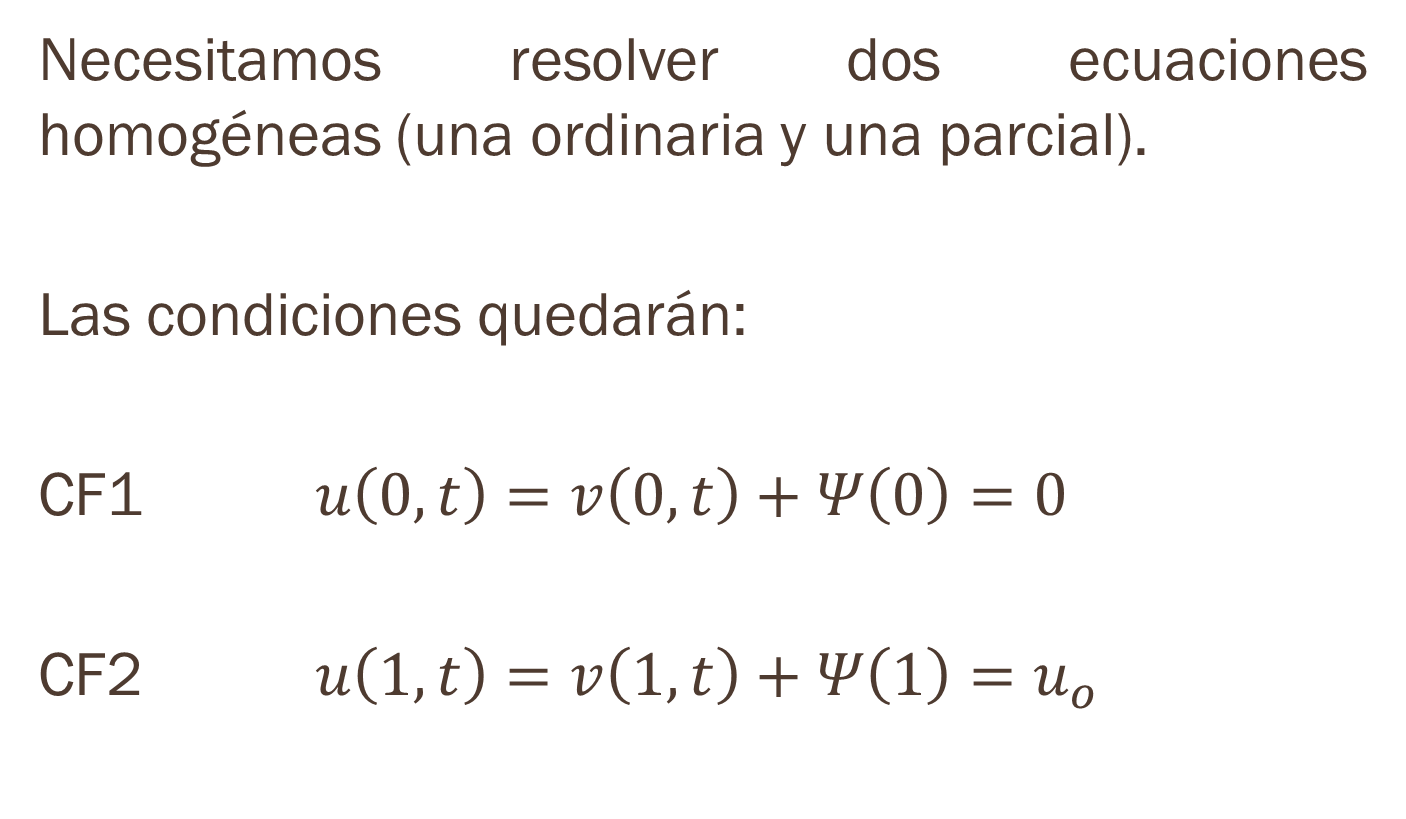 Necesitamos resolver dos ecuaciones
homogéneas (una ordinaria y una parcial).
Las condiciones quedarán:
CF1 u(0, t) = v(0, t) + Ψ(0) = 0
CF2 u(1, t) = v(1, t) + Ψ(1) = uₒ